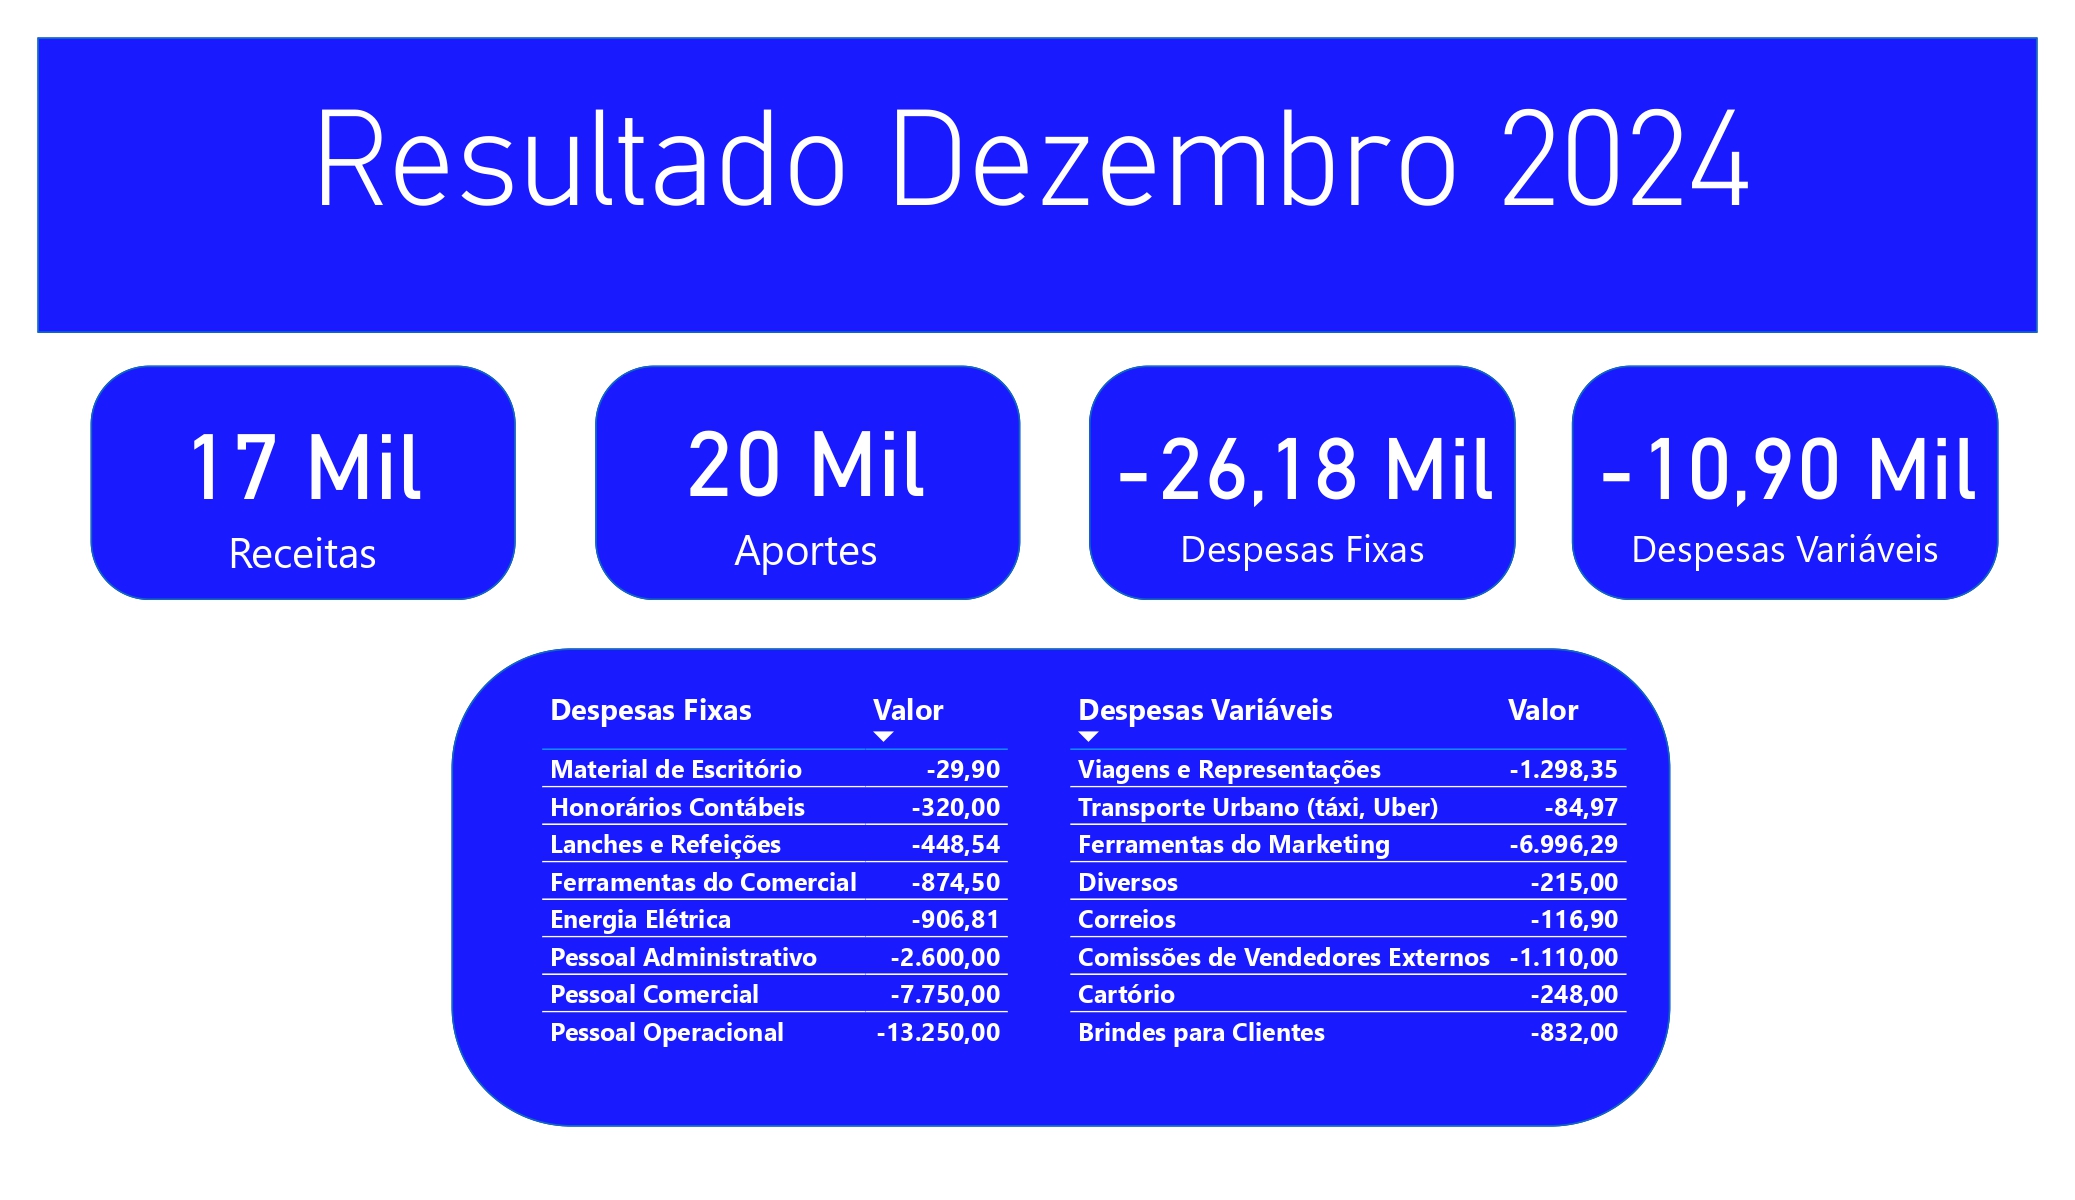 Resultado Dezembro 2024
17 Mil
Receitas
20 Mil
Aportes
-26,18 Mil
Despesas Fixas
-10,90 Mil
Despesas Variáveis
Despesas Fixas Valor
Material de Escritório -29,90
Honorários Contábeis -320,00
Lanches e Refeições -448,54
Ferramentas do Comercial -874,50
Energia Elétrica -906,81
Pessoal Administrativo -2.600,00
Pessoal Comercial -7.750,00
Pessoal Operacional -13.250,00
Despesas Variáveis Valor
Viagens e Representações -1.298,35
Transporte Urbano (táxi, Uber) -84,97
Ferramentas do Marketing -6.996,29
Diversos -215,00
Correios -116,90
Comissões de Vendedores Externos -1.110,00
Cartório -248,00
Brindes para Clientes -832,00